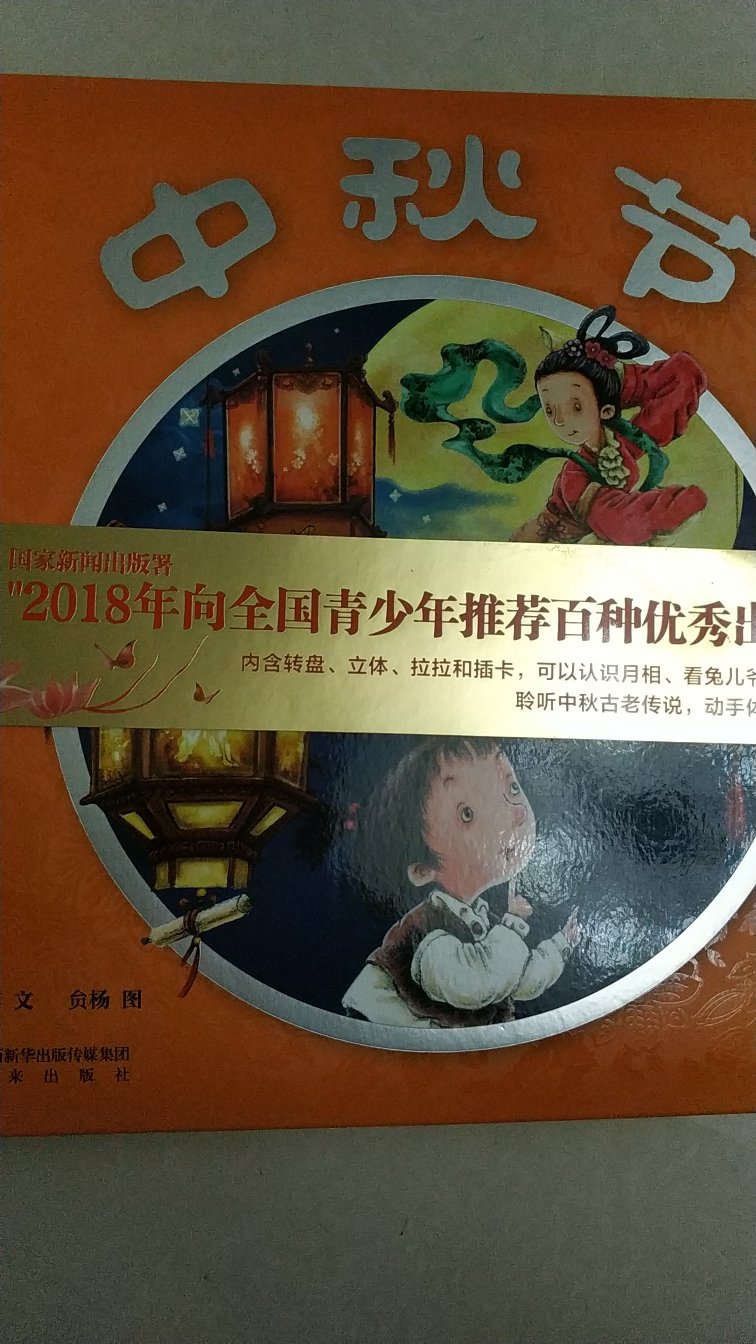 中秋节
国家新闻出版署
"2018年向全国青少年推荐百种优秀出
内含转盘、立体、拉拉和插卡，可以认识月相、看兔儿爷
聆听中秋古老传说，动手体
文 贠杨 图
新华出版传媒集团
来出版社